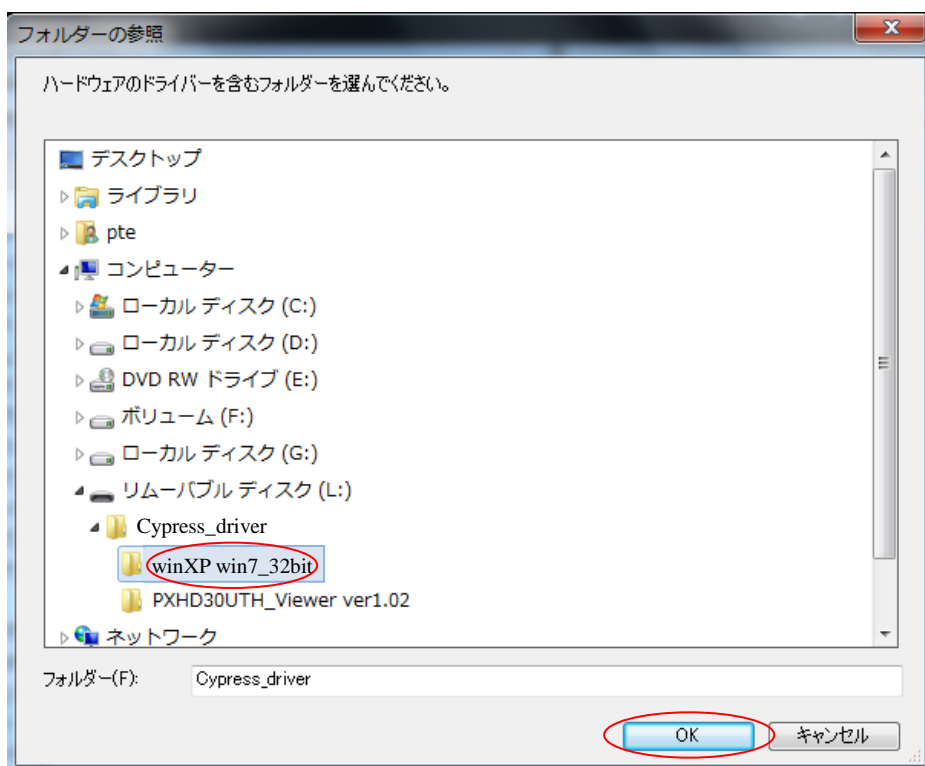 フォルダーの参照
ハードウェアのドライバーを含むフォルダーを選んでください。
デスクトップ
ライブラリ
pte
コンピューター
ローカル ディスク (C:)
ローカル ディスク (D:)
DVD RW ドライブ (E:)
ボリューム (F:)
ローカル ディスク (G:)
リムーバブル ディスク (L:)
Cypress_driver
winXP win7_32bit
PXHD30UTH_Viewer ver1.02
ネットワーク
フォルダー(F): Cypress_driver
OK キャンセル